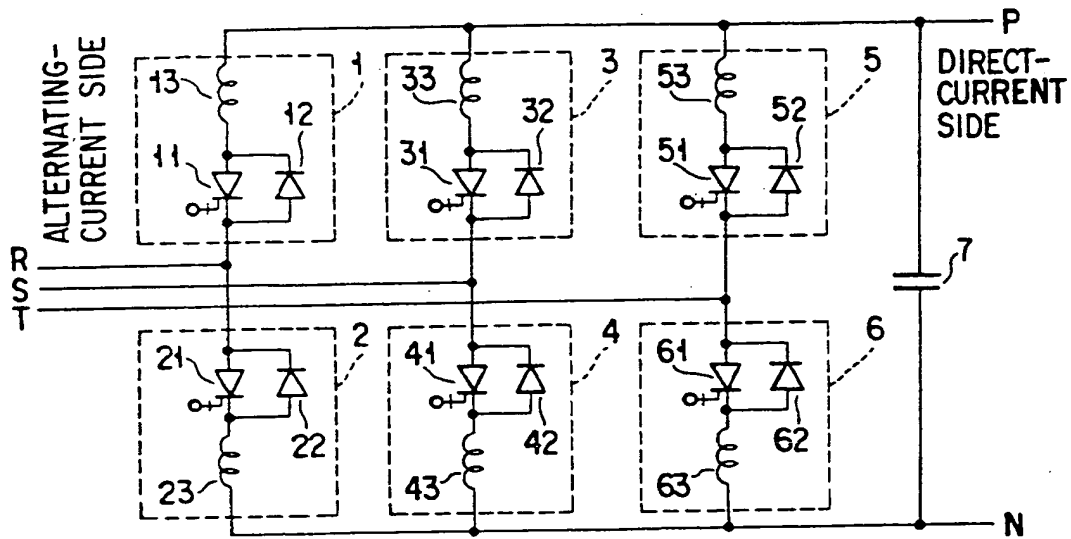 P
ALTERNATING-
CURRENT SIDE
13
1
12
11
33
3
32
31
53
5
52
51
DIRECT-
CURRENT
SIDE
R
S
T
7
21
2
22
23
41
4
42
43
61
6
62
63
N